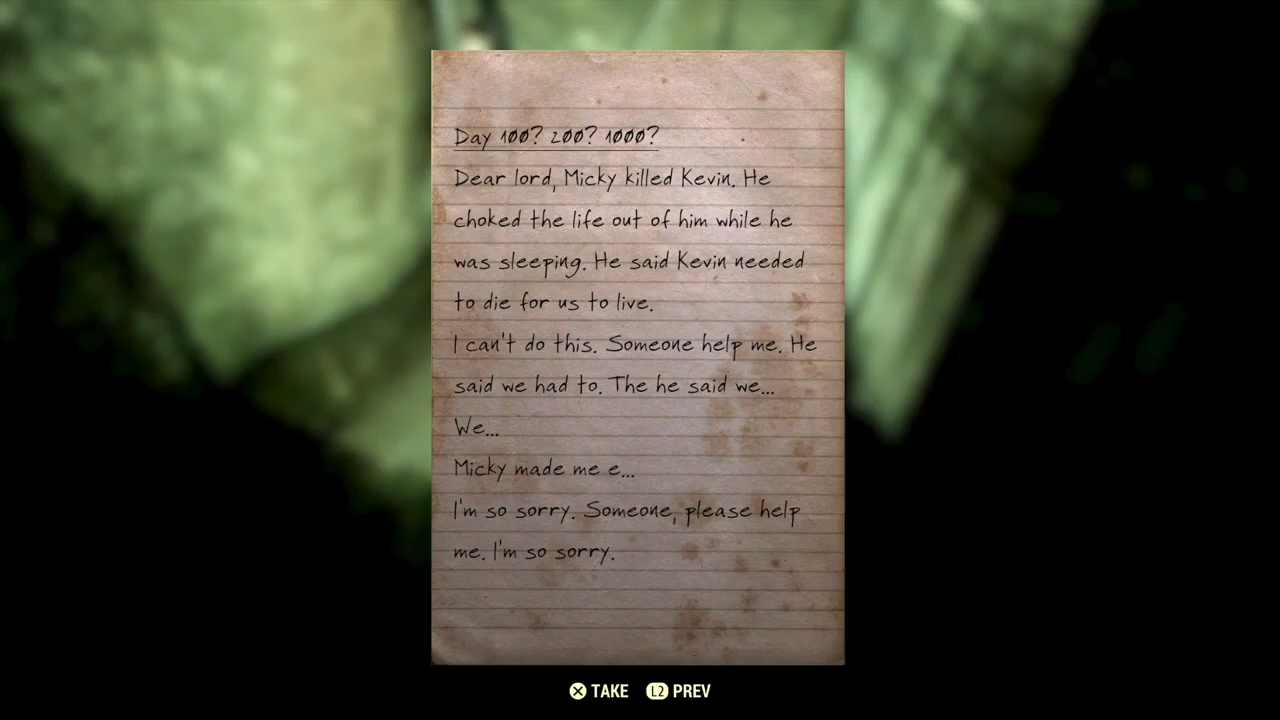 Day 100? 200? 1000?
Dear lord, Micky killed Kevin. He
choked the life out of him while he
was sleeping. He said Kevin needed
to die for us to live.
I can't do this. Someone help me. He
said we had to. The he said we...
We...
Micky made me e...
I'm so sorry. Someone, please help
me. I'm so sorry.
TAKE L2 PREV